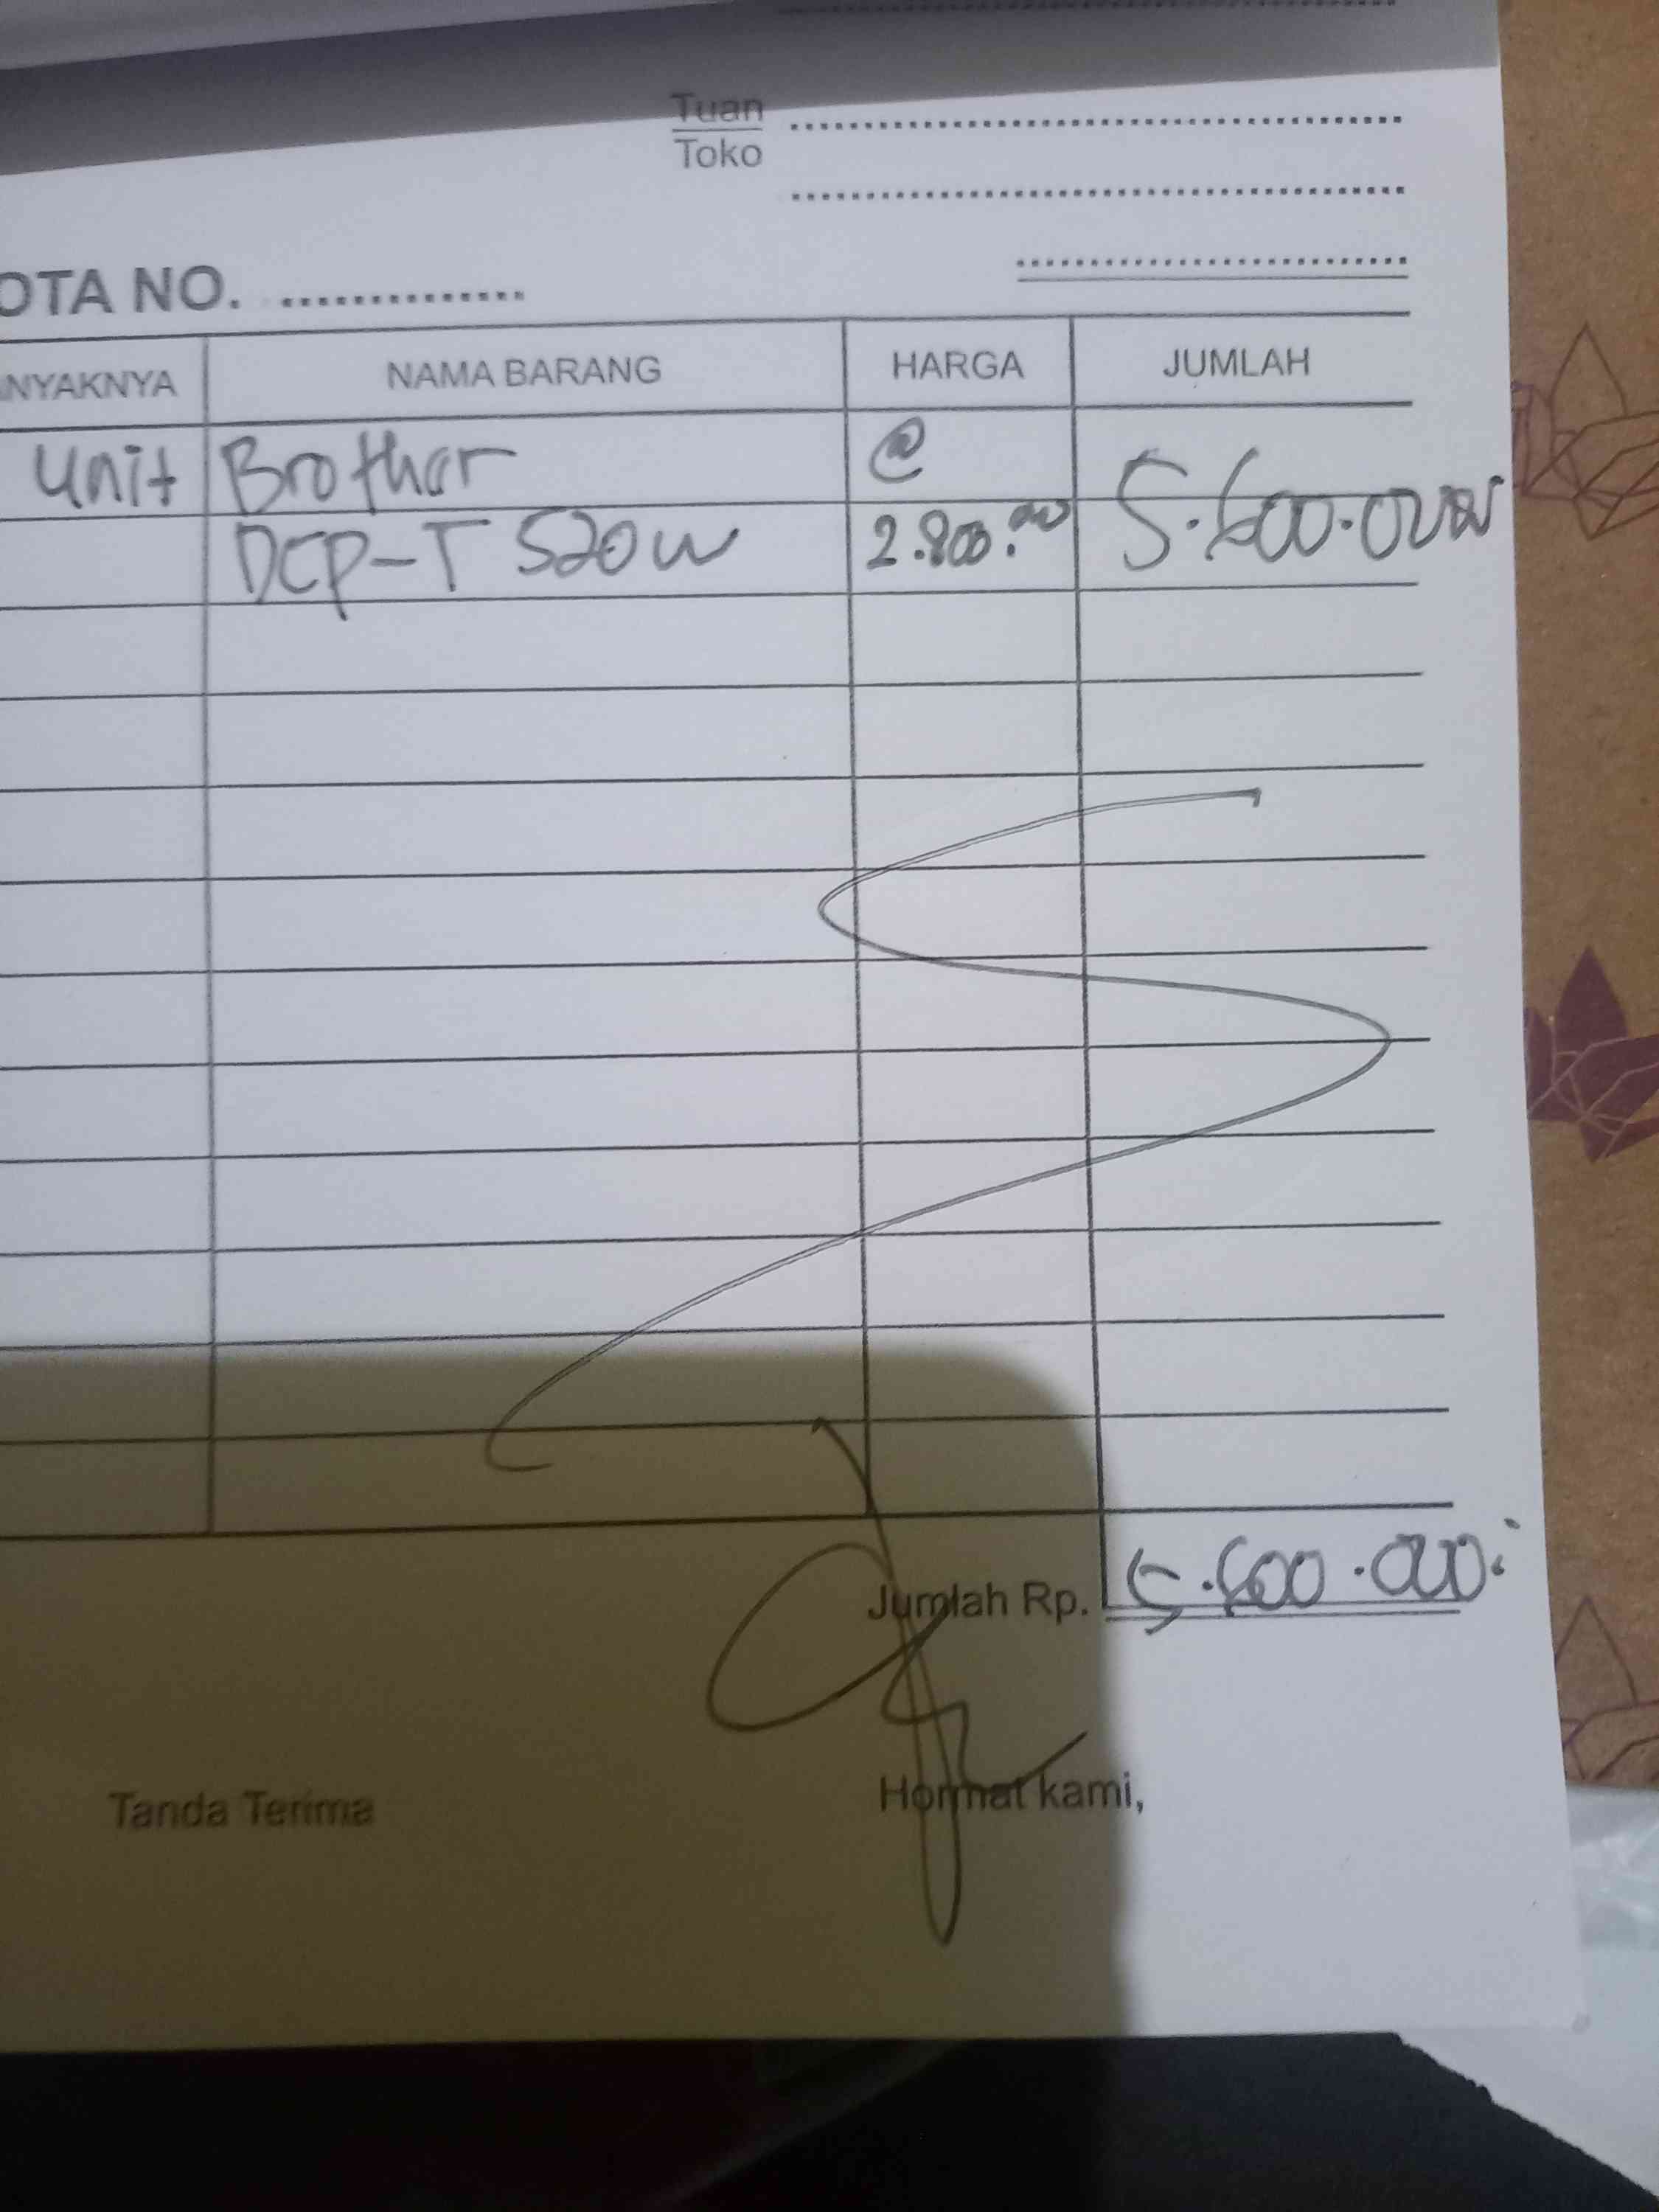 Tuan
Toko
OTA NO.
NYAKNYA NAMA BARANG HARGA JUMLAH
Unit Brother @
DCP-T 520W 2.800.000 5.600.000
Jumlah Rp. 5.600.000
Tanda Terima Hormat kami,